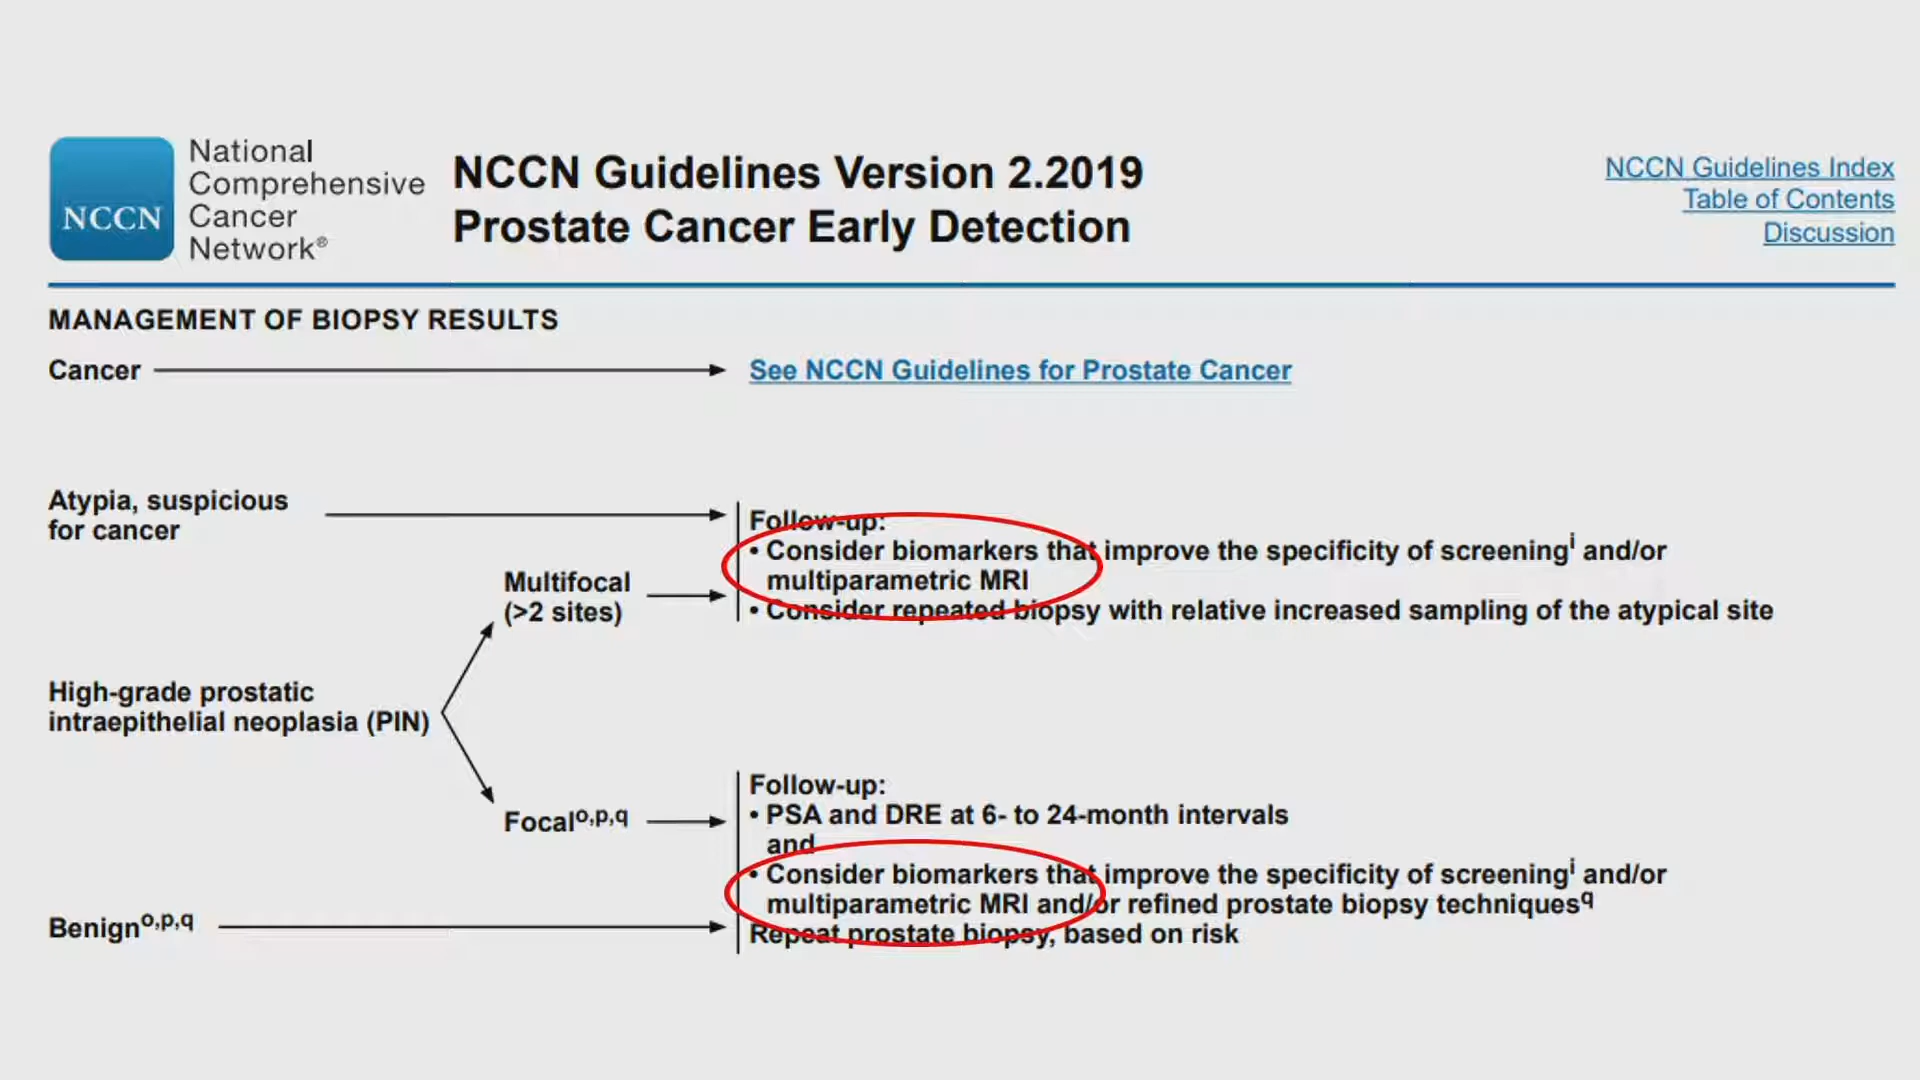 NCCN
National
Comprehensive
Cancer
Network®
NCCN Guidelines Version 2.2019
Prostate Cancer Early Detection
NCCN Guidelines Index
Table of Contents
Discussion
MANAGEMENT OF BIOPSY RESULTS
Cancer
See NCCN Guidelines for Prostate Cancer
Atypia, suspicious
for cancer
Multifocal
(>2 sites)
Follow-up:
• Consider biomarkers that improve the specificity of screeningⁱ and/or
multiparametric MRI
• Consider repeated biopsy with relative increased sampling of the atypical site
High-grade prostatic
intraepithelial neoplasia (PIN)
Focalo,p,q
Benigno,p,q
Follow-up:
• PSA and DRE at 6- to 24-month intervals
and
• Consider biomarkers that improve the specificity of screeningⁱ and/or
multiparametric MRI and/or refined prostate biopsy techniquesq
Repeat prostate biopsy, based on risk